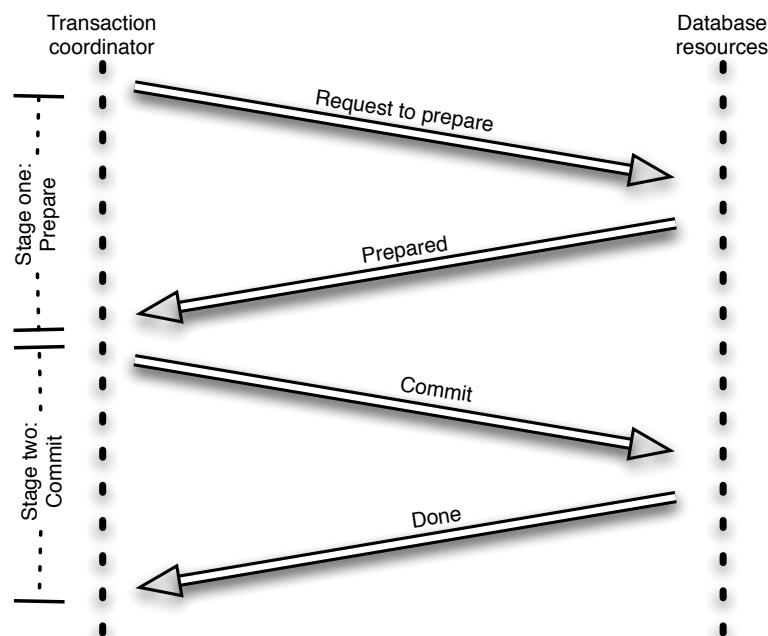 Transaction
coordinator
Database
resources
Request to prepare
Stage one:
Prepare
Prepared
Commit
Stage two:
Commit
Done